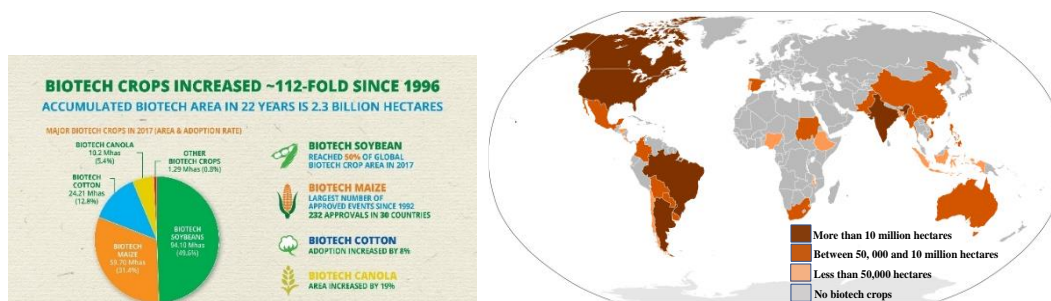 BIOTECH CROPS INCREASED ~112-FOLD SINCE 1996
ACCUMULATED BIOTECH AREA IN 22 YEARS IS 2.3 BILLION HECTARES
MAJOR BIOTECH CROPS IN 2017 (AREA & ADOPTION RATE)
BIOTECH CANOLA
10.2 Mhas
(5.4%)
OTHER
BIOTECH CROPS
1.29 Mhas (0.8%)
BIOTECH
COTTON
24.21 Mhas
(12.8%)
BIOTECH
SOYBEANS
94.10 Mhas
(49.6%)
BIOTECH
MAIZE
59.70 Mhas
(31.4%)
BIOTECH SOYBEAN
REACHED 50% OF GLOBAL
BIOTECH CROP AREA IN 2017
BIOTECH MAIZE
LARGEST NUMBER OF
APPROVED EVENTS SINCE 1992
232 APPROVALS IN 30 COUNTRIES
BIOTECH COTTON
ADOPTION INCREASED BY 8%
BIOTECH CANOLA
AREA INCREASED BY 19%
More than 10 million hectares
Between 50, 000 and 10 million hectares
Less than 50,000 hectares
No biotech crops